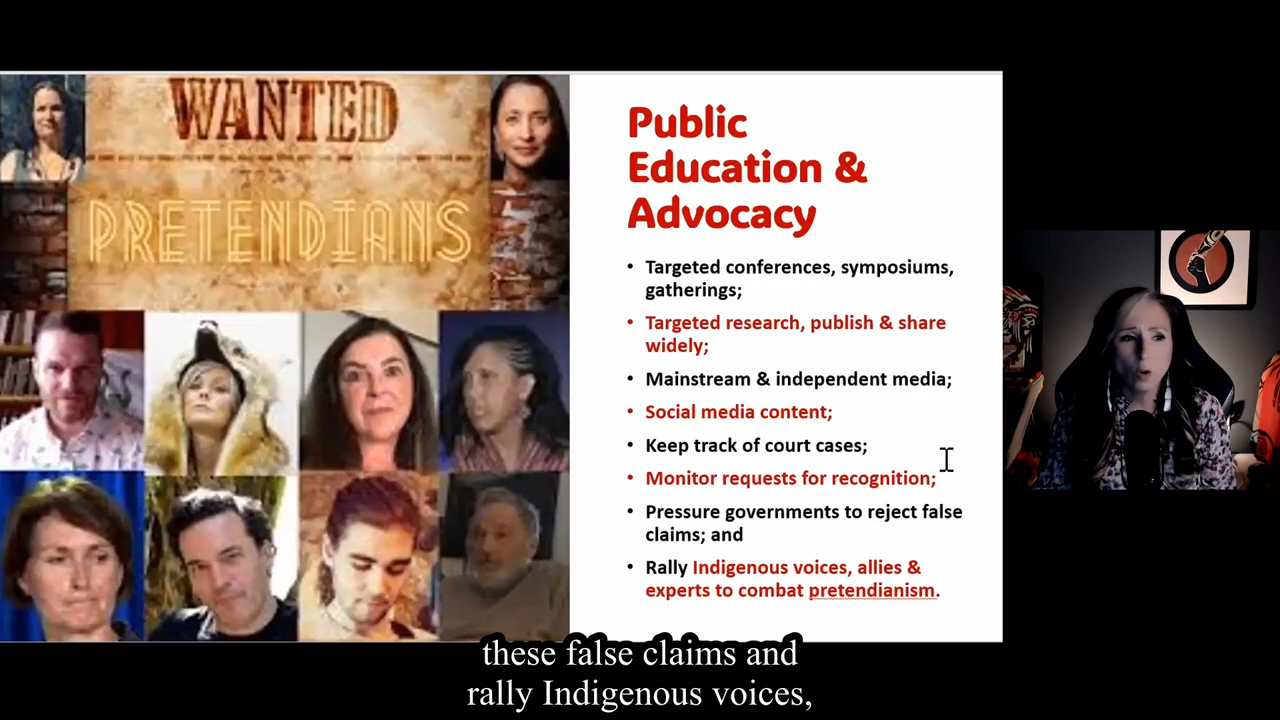 WANTED
PRETENDIANS
Public
Education &
Advocacy
• Targeted conferences, symposiums,
gatherings;
• Targeted research, publish & share
widely;
• Mainstream & independent media;
• Social media content;
• Keep track of court cases;
• Monitor requests for recognition;
• Pressure governments to reject false
claims; and
• Rally Indigenous voices, allies &
experts to combat pretendianism.
these false claims and
rally Indigenous voices,